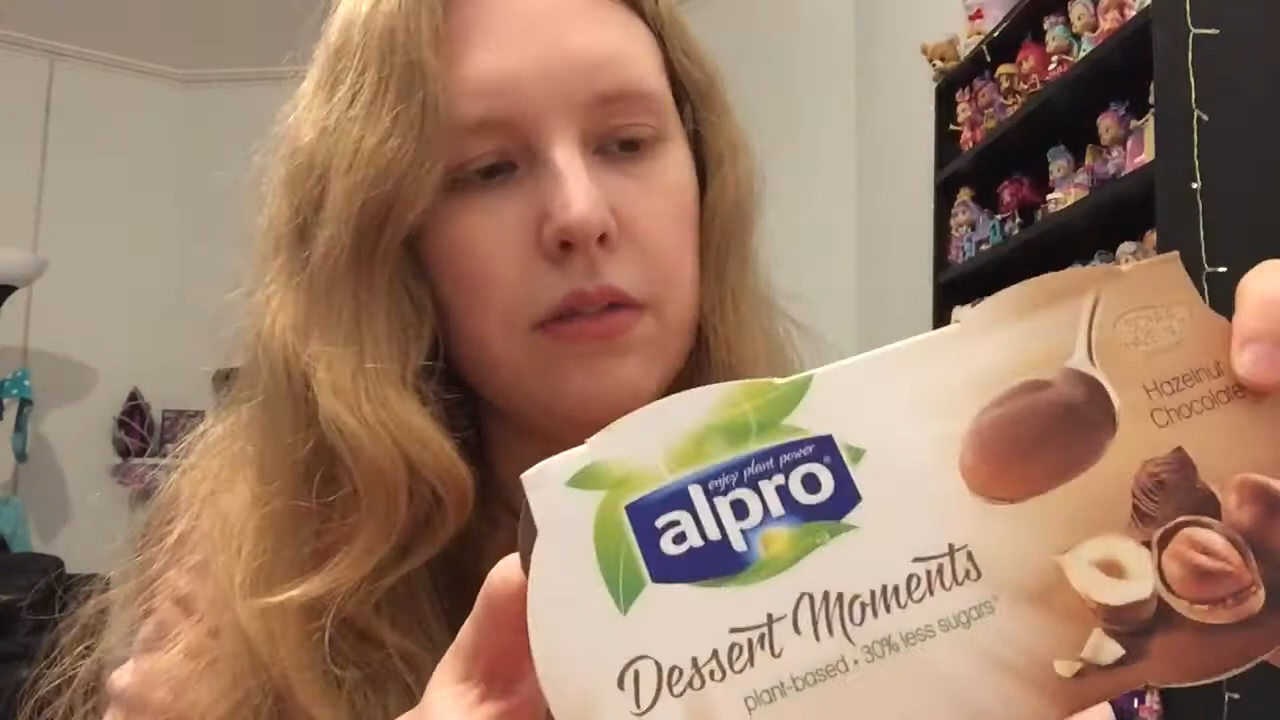 enjoy plant power
alpro®
Dessert Moments
plant-based • 30% less sugars*
Hazelnut
Chocolate